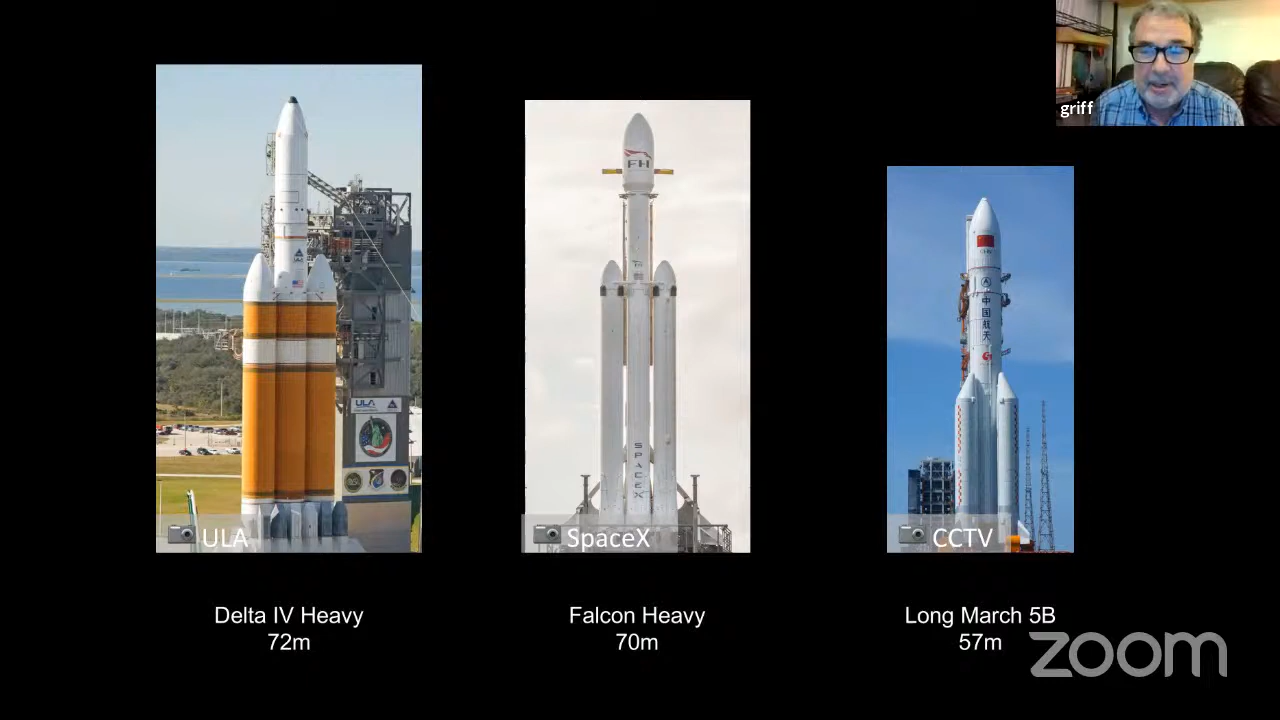 griff
FH
中国航天
ULA
SPACEX
ULA
SpaceX
CCTV
Delta IV Heavy
72m
Falcon Heavy
70m
Long March 5B
57m
zoom